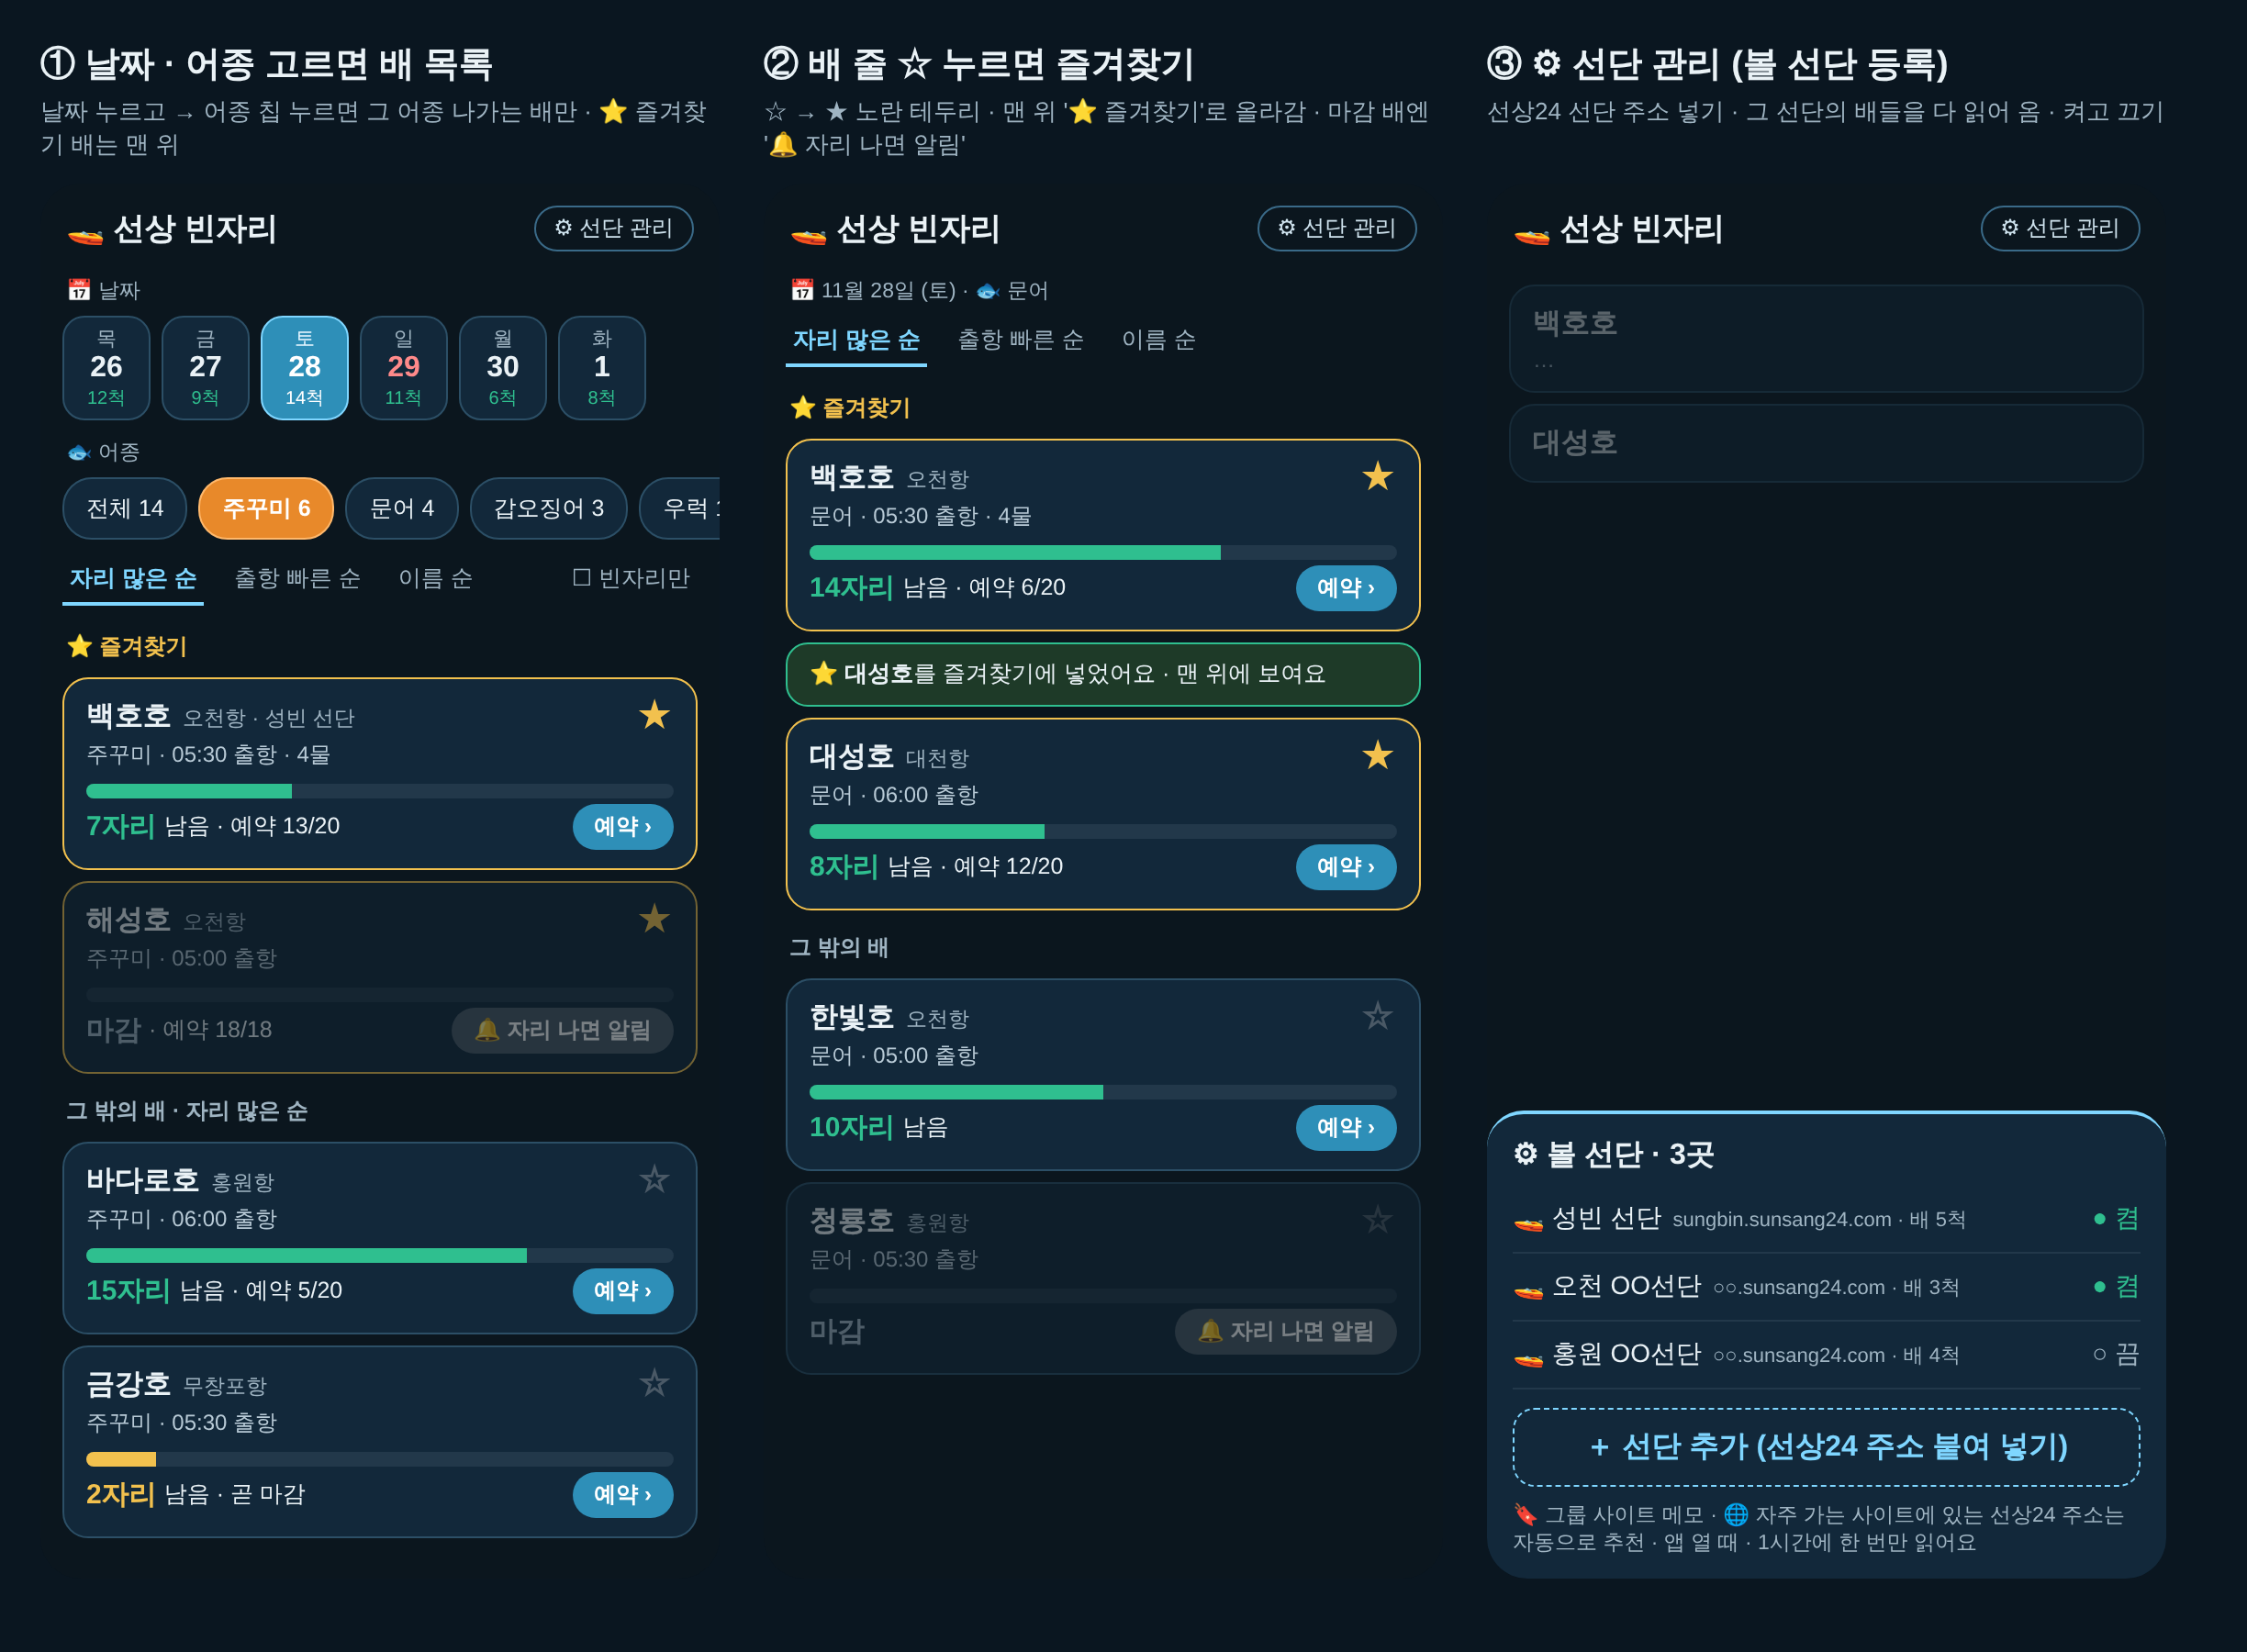 ① 날짜 · 어종 고르면 배 목록
날짜 누르고 → 어종 칩 누르면 그 어종 나가는 배만 · ⭐ 즐겨찾
기 배는 맨 위
🚤 선상 빈자리
⚙ 선단 관리
📅 날짜
목 금 토 일 월 화
26 27 28 29 30 1
12척 9척 14척 11척 6척 8척
🐟 어종
전체 14 주꾸미 6 문어 4 갑오징어 3 우럭
자리 많은 순 출항 빠른 순 이름 순 ☐ 빈자리만
⭐ 즐겨찾기
백호호 오천항 · 성빈 선단 ★
주꾸미 · 05:30 출항 · 4물
7자리 남음 · 예약 13/20 예약 ›
해성호 오천항 ★
주꾸미 · 05:00 출항
마감 · 예약 18/18 🔔 자리 나면 알림
그 밖의 배 · 자리 많은 순
바다로호 홍원항 ☆
주꾸미 · 06:00 출항
15자리 남음 · 예약 5/20 예약 ›
금강호 무창포항 ☆
주꾸미 · 05:30 출항
2자리 남음 · 곧 마감 예약 ›
② 배 줄 ☆ 누르면 즐겨찾기
☆ → ★ 노란 테두리 · 맨 위 '⭐ 즐겨찾기'로 올라감 · 마감 배엔
'🔔 자리 나면 알림'
🚤 선상 빈자리
⚙ 선단 관리
📅 11월 28일 (토) · 🐟 문어
자리 많은 순 출항 빠른 순 이름 순
⭐ 즐겨찾기
백호호 오천항 ★
문어 · 05:30 출항 · 4물
14자리 남음 · 예약 6/20 예약 ›
⭐ 대성호를 즐겨찾기에 넣었어요 · 맨 위에 보여요
대성호 대천항 ★
문어 · 06:00 출항
8자리 남음 · 예약 12/20 예약 ›
그 밖의 배
한빛호 오천항 ☆
문어 · 05:00 출항
10자리 남음 예약 ›
청룡호 홍원항 ☆
문어 · 05:30 출항
마감 🔔 자리 나면 알림
③ ⚙ 선단 관리 (볼 선단 등록)
선상24 선단 주소 넣기 · 그 선단의 배들을 다 읽어 옴 · 켜고 끄기
🚤 선상 빈자리
⚙ 선단 관리
백호호
…
대성호
⚙ 볼 선단 · 3곳
🚤 성빈 선단 sungbin.sunsang24.com · 배 5척 ● 켬
🚤 오천 OO선단 ○○.sunsang24.com · 배 3척 ● 켬
🚤 홍원 OO선단 ○○.sunsang24.com · 배 4척 ○ 끔
+ 선단 추가 (선상24 주소 붙여 넣기)
🔖 그룹 사이트 메모 · 🌐 자주 가는 사이트에 있는 선상24 주소는
자동으로 추천 · 앱 열 때 · 1시간에 한 번만 읽어요